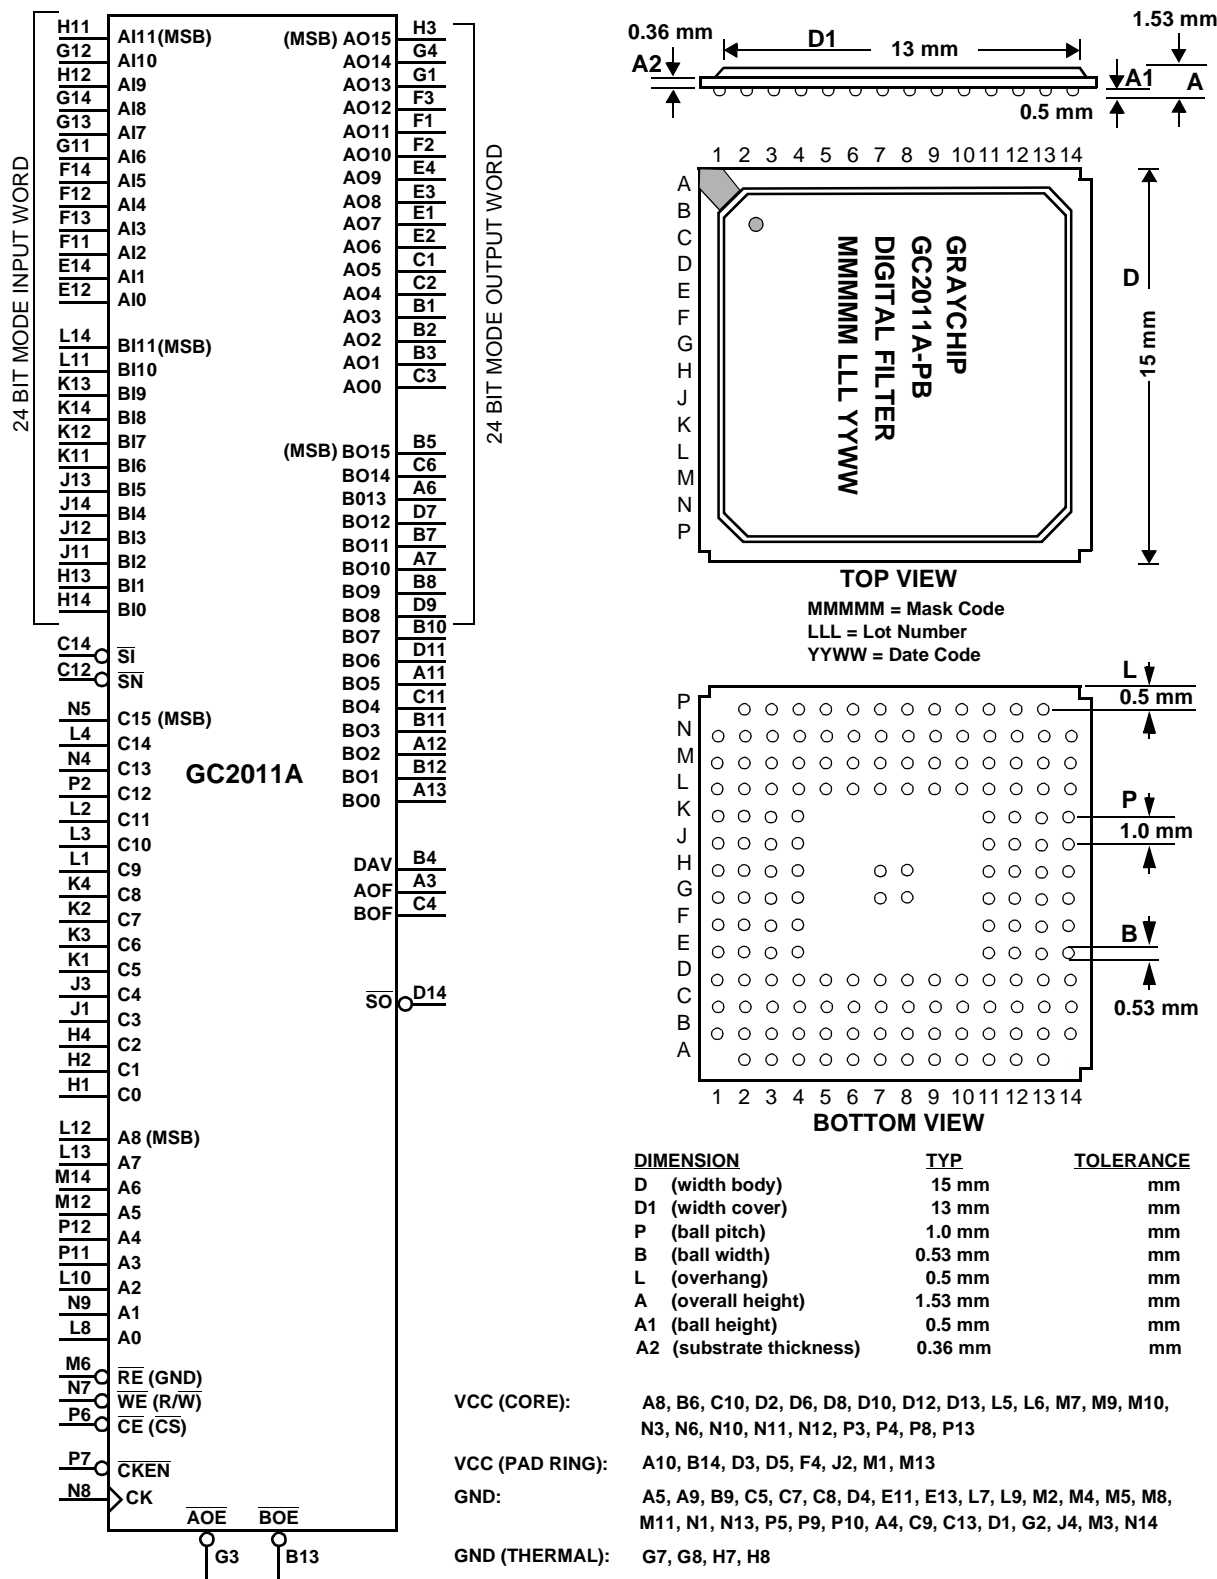 24 BIT MODE INPUT WORD
H11 AI11(MSB)
G12 AI10
H12 AI9
G14 AI8
G13 AI7
G11 AI6
F14 AI5
F12 AI4
F13 AI3
F11 AI2
E14 AI1
E12 AI0
L14 BI11(MSB)
L11 BI10
K13 BI9
K14 BI8
K12 BI7
K11 BI6
J13 BI5
J14 BI4
J12 BI3
J11 BI2
H13 BI1
H14 BI0
C14 SI
C12 SN
N5 C15 (MSB)
L4 C14
N4 C13
P2 C12
L2 C11
L3 C10
L1 C9
K4 C8
K2 C7
K3 C6
K1 C5
J3 C4
J1 C3
H4 C2
H2 C1
H1 C0
L12 A8 (MSB)
L13 A7
M14 A6
M12 A5
P12 A4
P11 A3
L10 A2
N9 A1
L8 A0
M6 RE (GND)
N7 WE (R/W)
P6 CE (CS)
P7 CKEN
N8 CK
GC2011A
24 BIT MODE OUTPUT WORD
(MSB) AO15 H3
AO14 G4
AO13 G1
AO12 F3
AO11 F1
AO10 F2
AO9 E4
AO8 E3
AO7 E1
AO6 E2
AO5 C1
AO4 C2
AO3 B1
AO2 B2
AO1 B3
AO0 C3
(MSB) BO15 B5
BO14 C6
B013 A6
BO12 D7
BO11 B7
BO10 A7
BO9 B8
BO8 D9
BO7 B10
BO6 D11
BO5 A11
BO4 C11
BO3 B11
BO2 A12
BO1 B12
BO0 A13
DAV B4
AOF A3
BOF C4
SO D14
AOE BOE
G3 B13
0.36 mm D1 13 mm 1.53 mm
A2 A1 A
0.5 mm
1 2 3 4 5 6 7 8 9 10 11 12 13 14
A
B
C
D
E
F
G
H
J
K
L
M
N
P
GRAYCHIP
GC2011A-PB
DIGITAL FILTER
MMMMM LLL YYWW
D
15 mm
TOP VIEW
MMMMM = Mask Code
LLL = Lot Number
YYWW = Date Code
P
N
M
L
K
J
H
G
F
E
D
C
B
A
L
0.5 mm
P
1.0 mm
B
0.53 mm
1 2 3 4 5 6 7 8 9 10 11 12 13 14
BOTTOM VIEW
DIMENSION TYP TOLERANCE
D (width body) 15 mm mm
D1 (width cover) 13 mm mm
P (ball pitch) 1.0 mm mm
B (ball width) 0.53 mm mm
L (overhang) 0.5 mm mm
A (overall height) 1.53 mm mm
A1 (ball height) 0.5 mm mm
A2 (substrate thickness) 0.36 mm mm
VCC (CORE): A8, B6, C10, D2, D6, D8, D10, D12, D13, L5, L6, M7, M9, M10,
N3, N6, N10, N11, N12, P3, P4, P8, P13
VCC (PAD RING): A10, B14, D3, D5, F4, J2, M1, M13
GND: A5, A9, B9, C5, C7, C8, D4, E11, E13, L7, L9, M2, M4, M5, M8,
M11, N1, N13, P5, P9, P10, A4, C9, C13, D1, G2, J4, M3, N14
GND (THERMAL): G7, G8, H7, H8